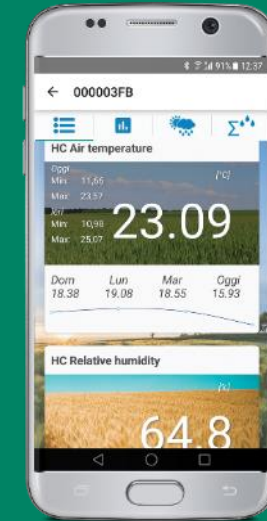 91% 12:37
000003FB
HC Air temperature
Oggi [°C]
Min: 11,66
Max: 23.57
Ieri
Min: 10,98
Max: 25,07
23.09
Dom Lun Mar Oggi
18.38 19.08 18.55 15.93
HC Relative humidity
[%]
64.8